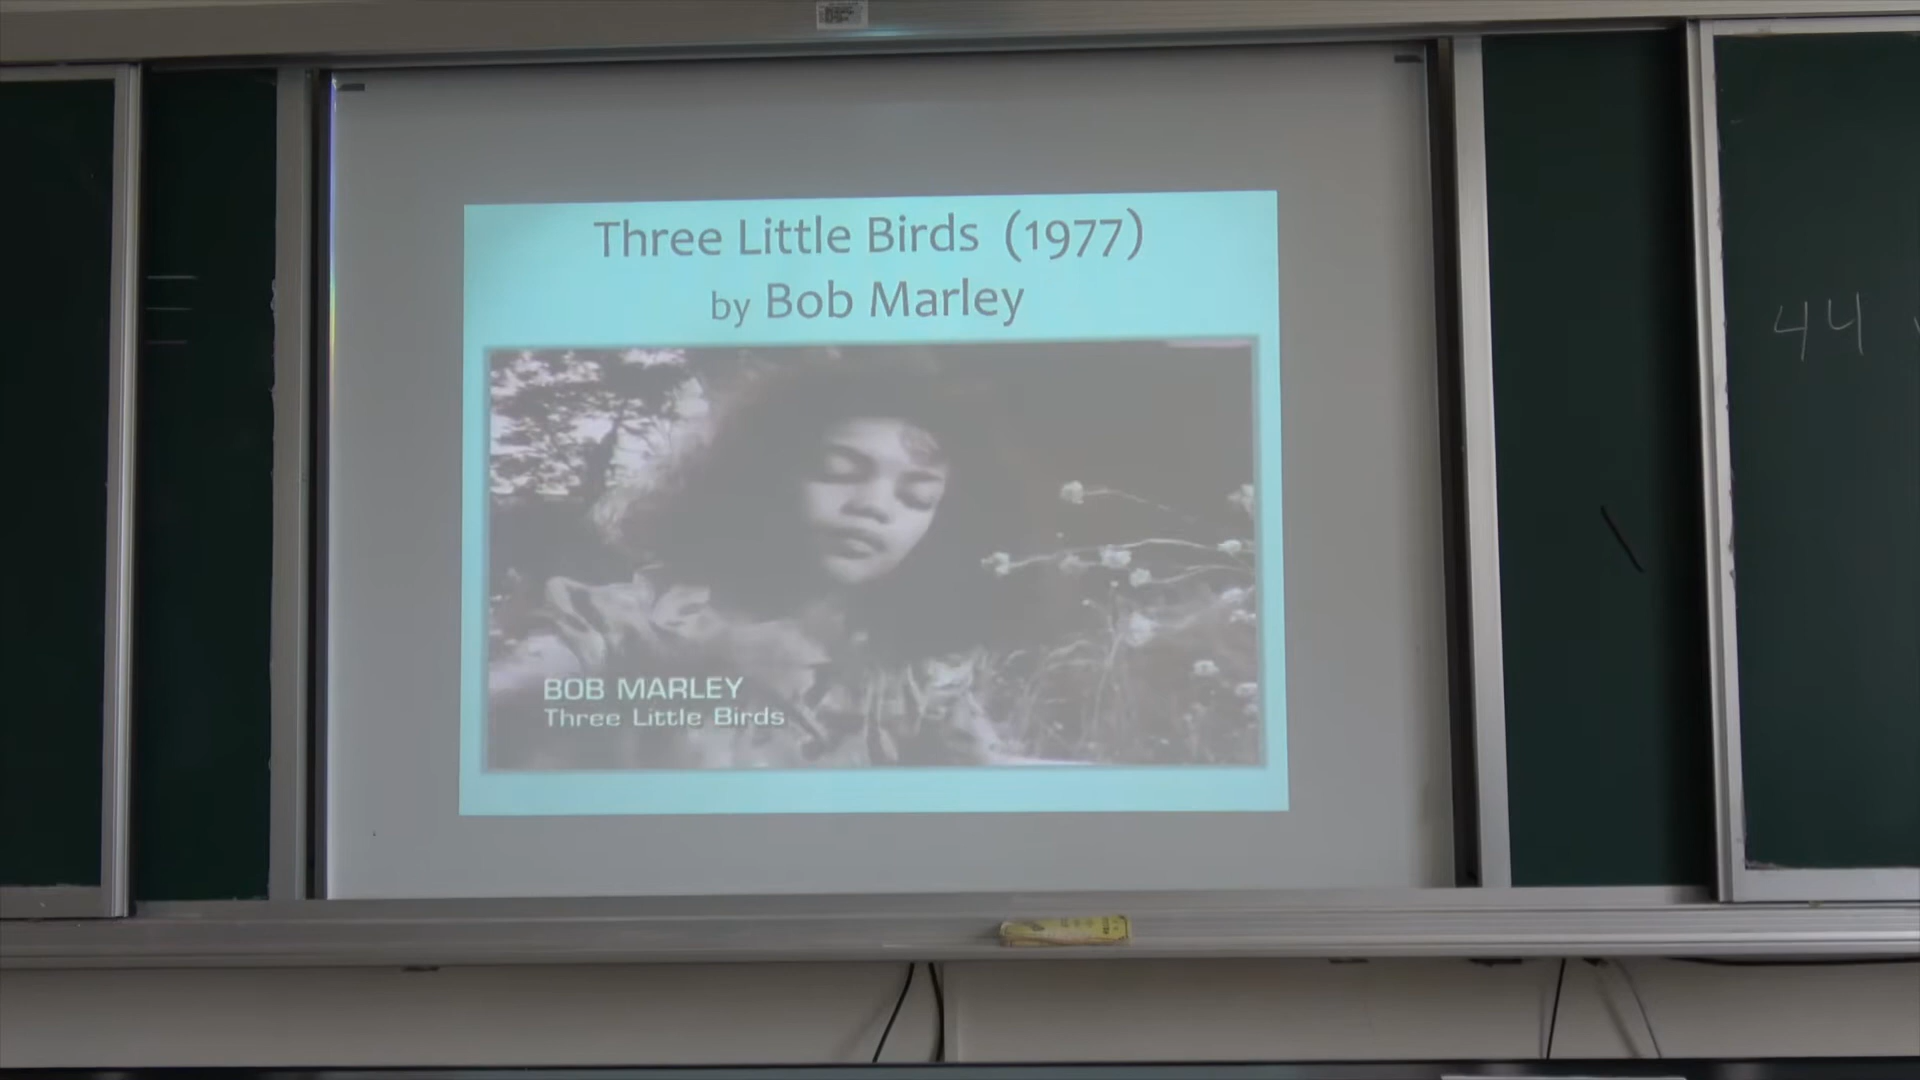 Three Little Birds (1977)
by Bob Marley
BOB MARLEY
Three Little Birds
44